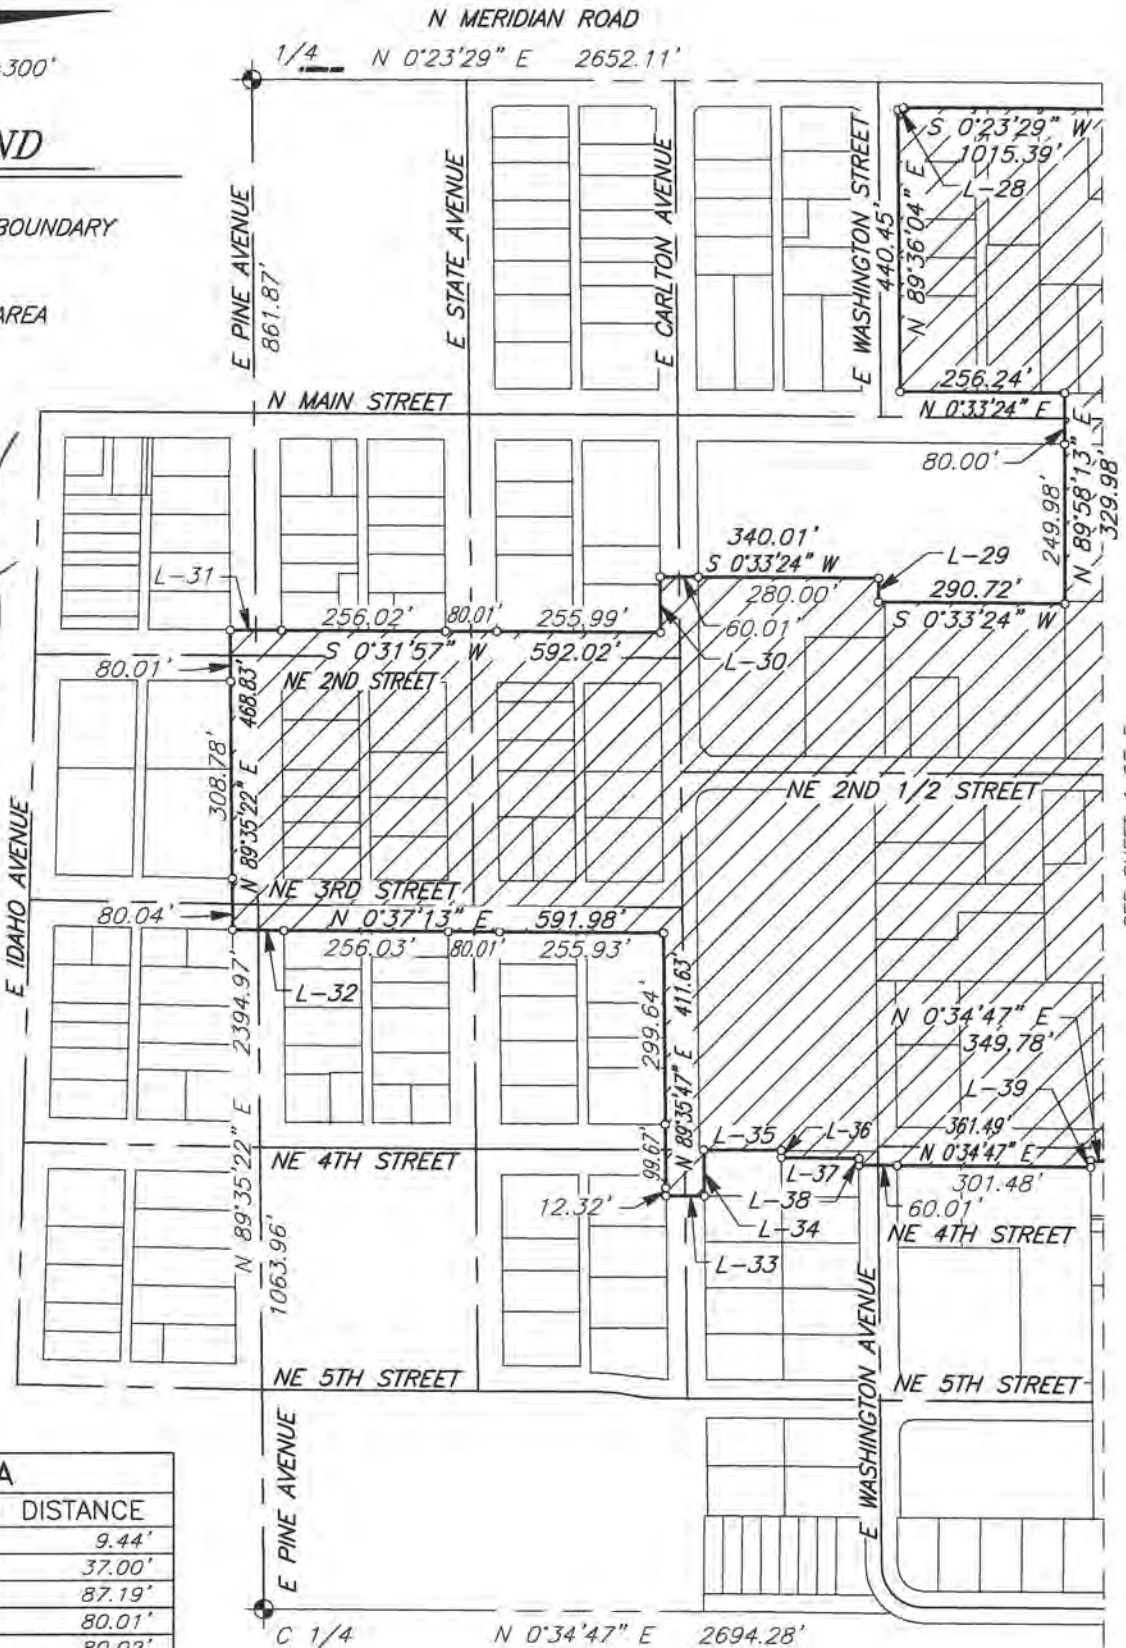 N MERIDIAN ROAD
1/4 N 0°23'29" E 2652.11'
300'
ND
BOUNDARY
AREA
E PINE AVENUE
861.87'
E STATE AVENUE
E CARLTON AVENUE
E WASHINGTON STREET
440.45'
N 89°36'04" E
S 0°23'29" W
1015.39'
L-28
256.24'
N 0°33'24" E
N MAIN STREET
80.00'
249.98'
N 89°58'13" E
329.98'
340.01'
S 0°33'24" W
280.00'
L-29
290.72'
S 0°33'24" W
60.01'
L-30
L-31
256.02'
80.01'
255.99'
S 0°31'57" W 592.02'
80.01'
NE 2ND STREET
468.83'
308.78'
N 89°35'22" E
NE 2ND 1/2 STREET
E IDAHO AVENUE
NE 3RD STREET
80.04'
N 0°37'13" E 591.98'
256.03'
80.01'
255.93'
L-32
2394.97'
N 89°35'22" E
299.64'
411.63'
N 89°35'47" E
99.67'
N 0°34'47" E
349.78'
L-39
361.49'
N 0°34'47" E
301.48'
L-35
L-36
L-37
L-38
60.01'
NE 4TH STREET
12.32'
L-34
L-33
NE 4TH STREET
1063.96'
NE 5TH STREET
NE 5TH STREET
E WASHINGTON AVENUE
E PINE AVENUE
A
DISTANCE
9.44'
37.00'
87.19'
80.01'
80.02'
C 1/4 N 0°34'47" E 2694.28'